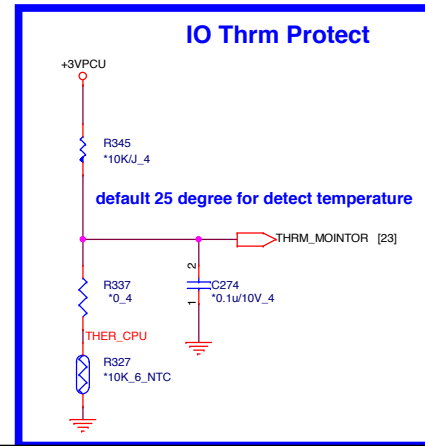 IO Thrm Protect
+3VPCU
R345
*10K/J_4
default 25 degree for detect temperature
THRM_MOINTOR [23]
R337
*0_4
2
C274
*0.1u/10V_4
1
THER_CPU
R327
*10K_6_NTC